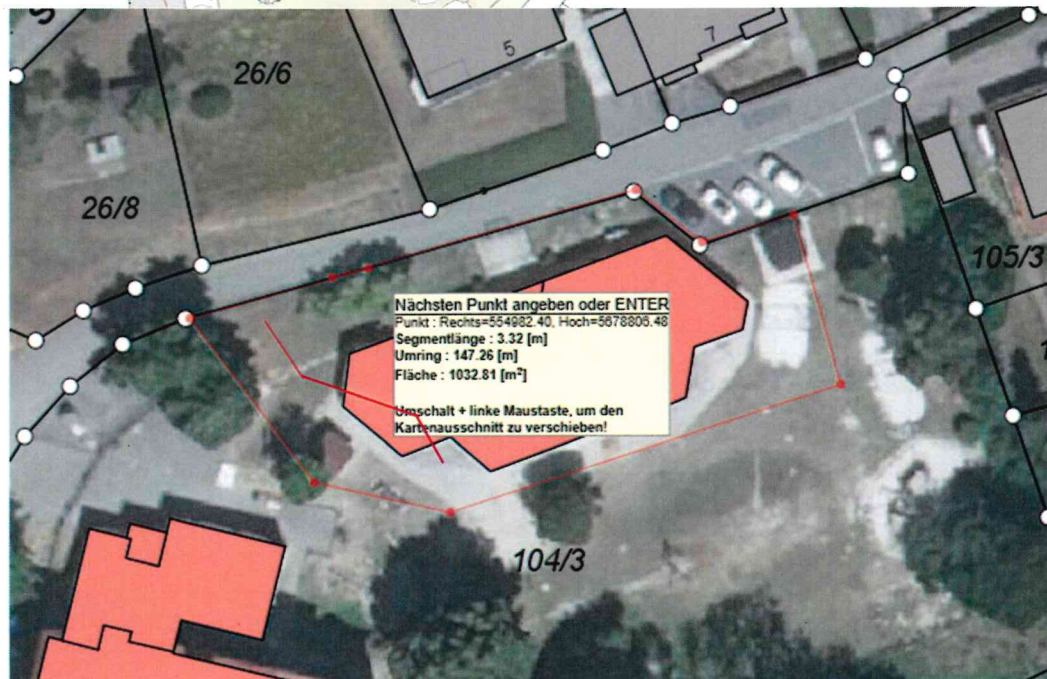 26/6
5
7
26/8
105/3
Nächsten Punkt angeben oder ENTER
Punkt : Rechts=554982.40, Hoch=5678806.48
Segmentlänge : 3.32 [m]
Umring : 147.26 [m]
Fläche : 1032.81 [m²]
Umschalt + linke Maustaste, um den
Kartenausschnitt zu verschieben!
104/3